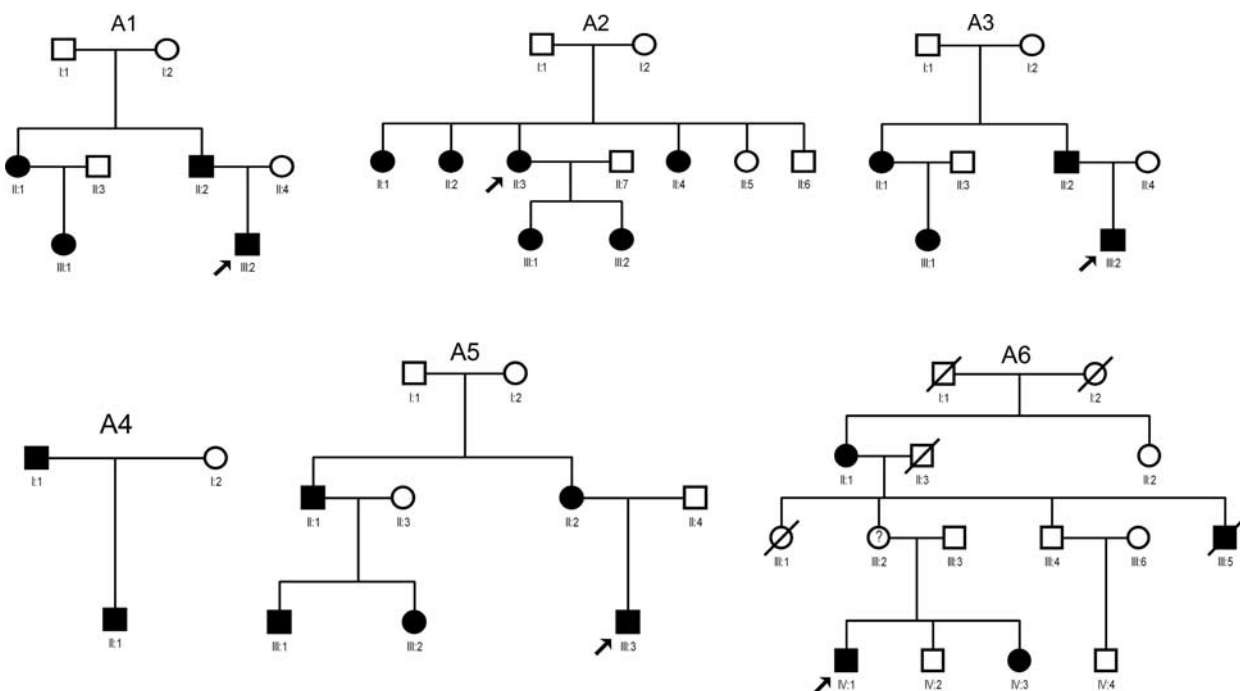 A1
I:1 I:2
II:1 II:3 II:2 II:4
III:1 III:2
A2
I:1 I:2
II:1 II:2 II:3 II:7 II:4 II:5 II:6
III:1 III:2
A3
I:1 I:2
II:1 II:3 II:2 II:4
III:1 III:2
A4
I:1 I:2
II:1
A5
I:1 I:2
II:1 II:3 II:2 II:4
III:1 III:2 III:3
A6
I:1 I:2
II:1 II:3 II:2
?
III:1 III:2 III:3 III:4 III:6 III:5
IV:1 IV:2 IV:3 IV:4